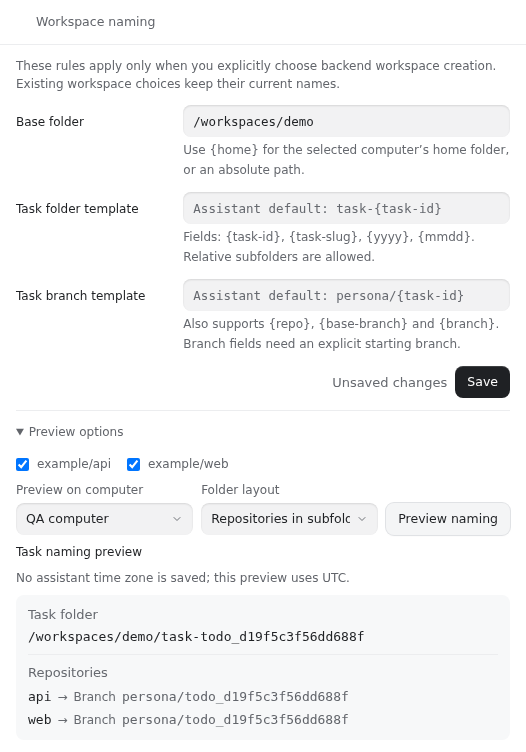 Workspace naming
These rules apply only when you explicitly choose backend workspace creation.
Existing workspace choices keep their current names.
Base folder
/workspaces/demo
Use {home} for the selected computer’s home folder,
or an absolute path.
Task folder template
Assistant default: task-{task-id}
Fields: {task-id}, {task-slug}, {yyyy}, {mmdd}.
Relative subfolders are allowed.
Task branch template
Assistant default: persona/{task-id}
Also supports {repo}, {base-branch} and {branch}.
Branch fields need an explicit starting branch.
Unsaved changes Save
▼ Preview options
example/api example/web
Preview on computer Folder layout
QA computer Repositories in subfolc Preview naming
Task naming preview
No assistant time zone is saved; this preview uses UTC.
Task folder
/workspaces/demo/task-todo_d19f5c3f56dd688f
Repositories
api → Branch persona/todo_d19f5c3f56dd688f
web → Branch persona/todo_d19f5c3f56dd688f